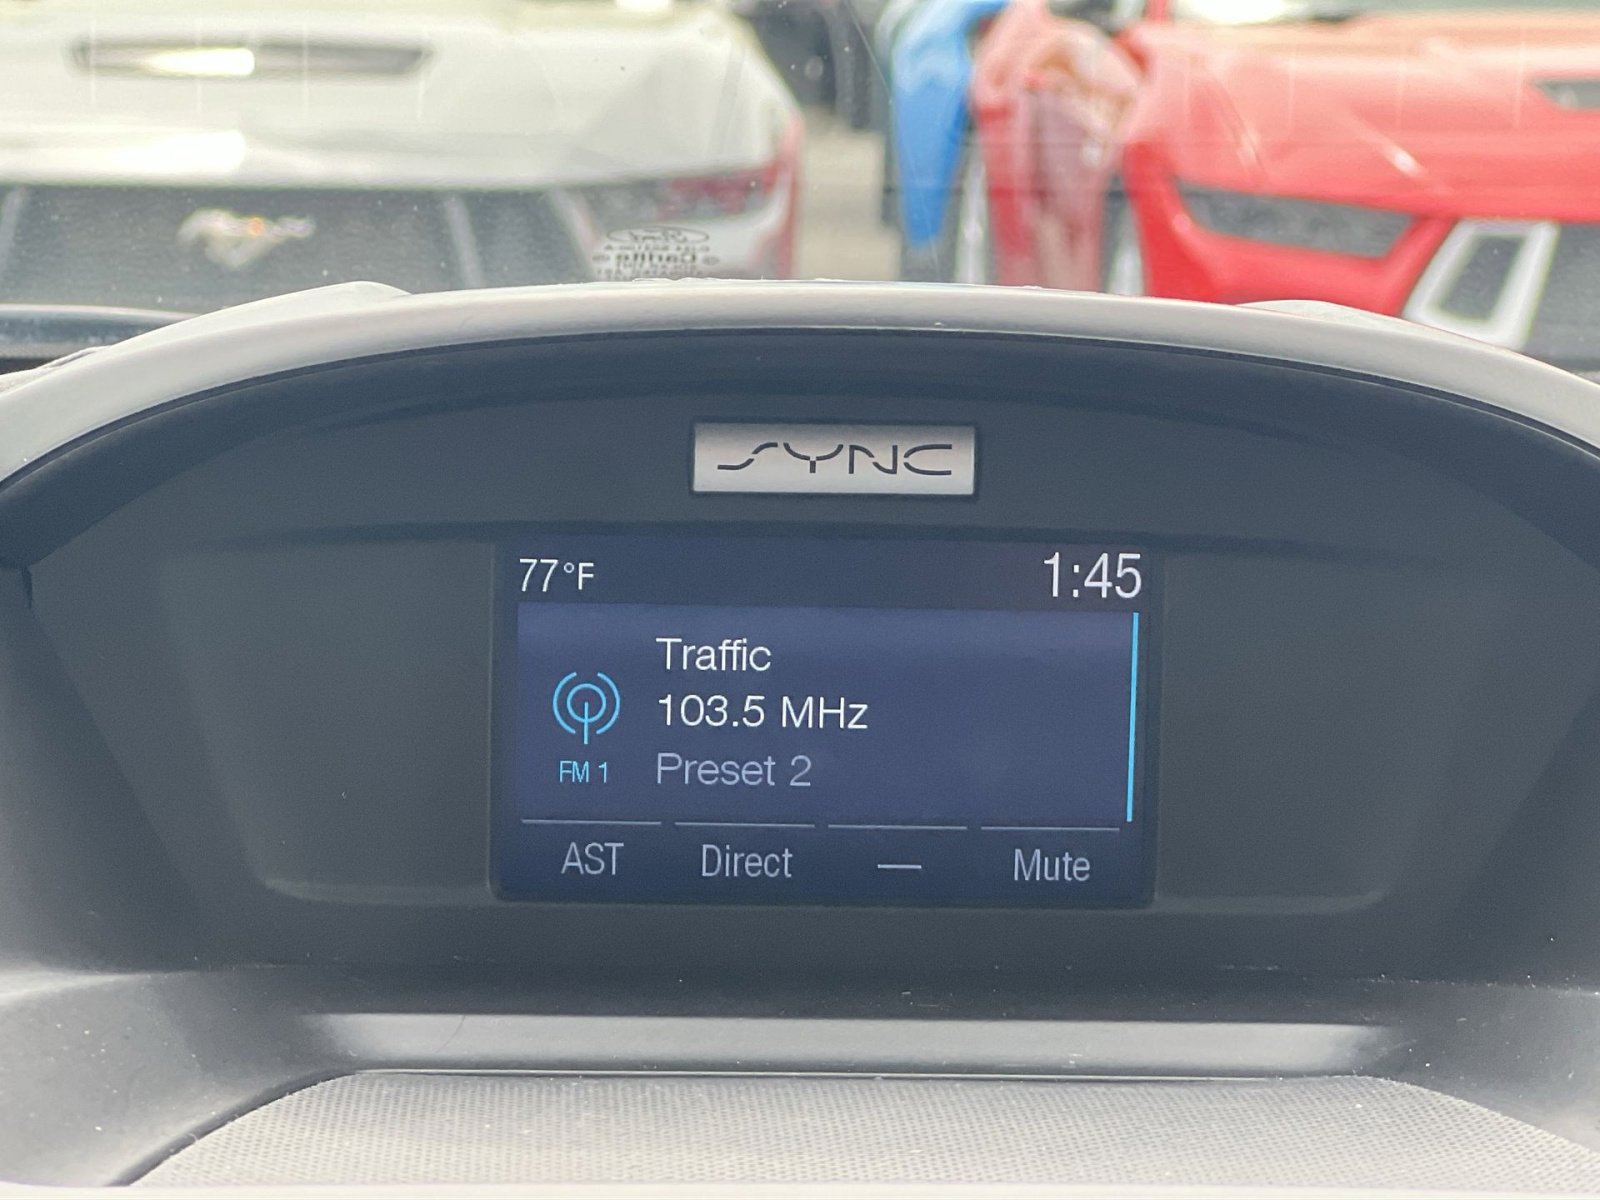 SYNC
77°F
1:45
Traffic
103.5 MHz
FM 1
Preset 2
AST
Direct
—
Mute